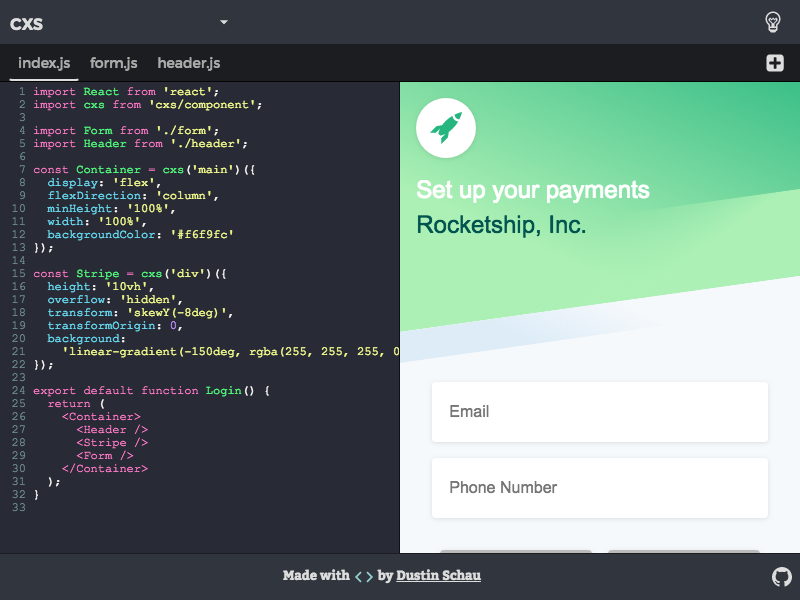 cxs
index.js form.js header.js
1 import React from 'react';
2 import cxs from 'cxs/component';
3
4 import Form from './form';
5 import Header from './header';
6
7 const Container = cxs('main')({
8 display: 'flex',
9 flexDirection: 'column',
10 minHeight: '100%',
11 width: '100%',
12 backgroundColor: '#f6f9fc'
13 });
14
15 const Stripe = cxs('div')({
16 height: '10vh',
17 overflow: 'hidden',
18 transform: 'skewY(-8deg)',
19 transformOrigin: 0,
20 background:
21 'linear-gradient(-150deg, rgba(255, 255, 255, 0
22 });
23
24 export default function Login() {
25 return (
26 <Container>
27 <Header />
28 <Stripe />
29 <Form />
30 </Container>
31 );
32 }
33
Set up your payments
Rocketship, Inc.
Email
Phone Number
Made with <> by Dustin Schau